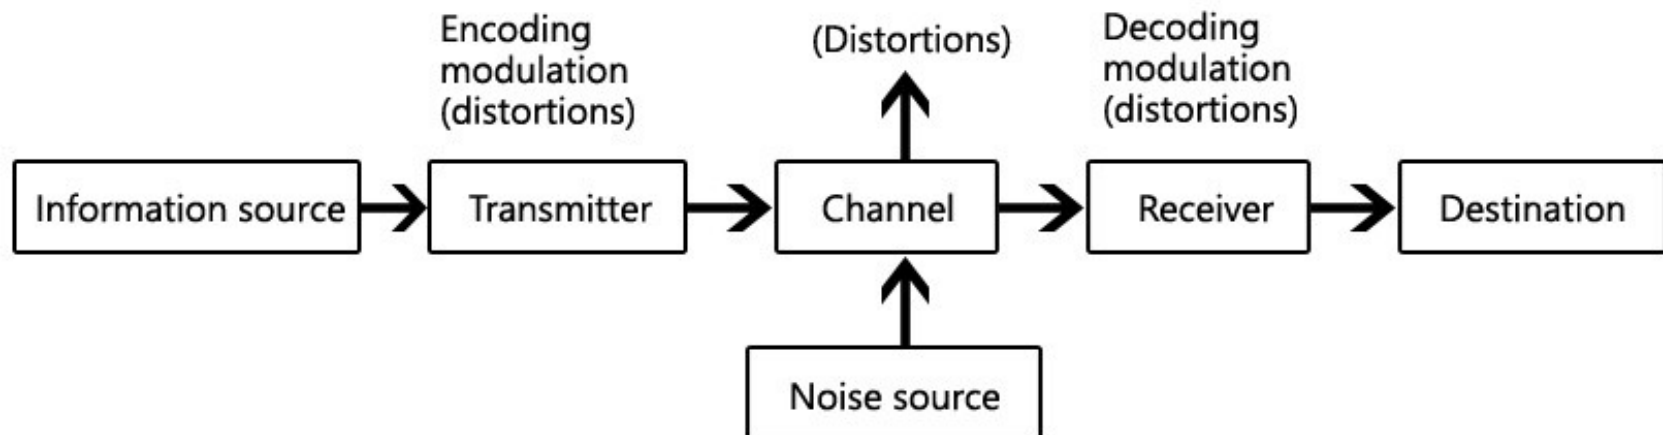 Encoding
modulation
(distortions)
(Distortions)
Decoding
modulation
(distortions)
Information source
Transmitter
Channel
Receiver
Destination
Noise source